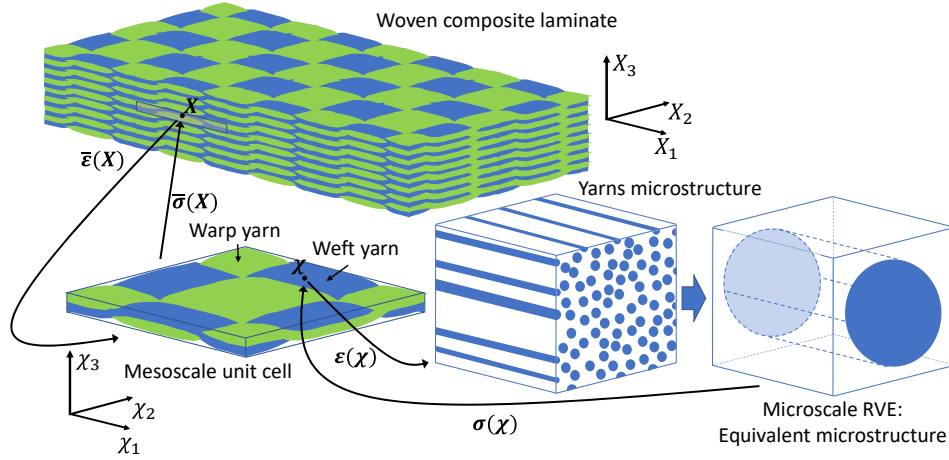 Woven composite laminate
X₃
X₂
X₁
X
ε̅(X)
σ̅(X)
Yarns microstructure
Warp yarn
Weft yarn
χ
ε(χ)
Mesoscale unit cell
χ₃
χ₂
χ₁
σ(χ)
Microscale RVE:
Equivalent microstructure